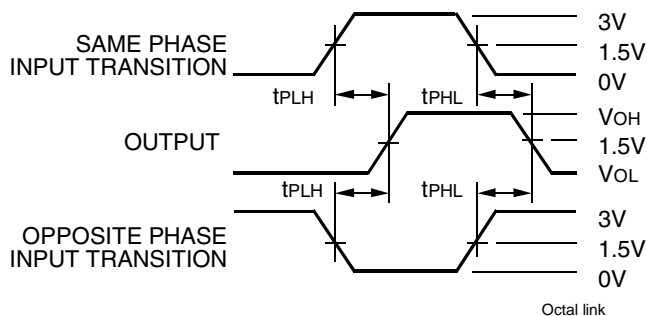 SAME PHASE
INPUT TRANSITION
3V
1.5V
0V
tPLH
tPHL
OUTPUT
VOH
1.5V
VOL
tPLH
tPHL
OPPOSITE PHASE
INPUT TRANSITION
3V
1.5V
0V
Octal link